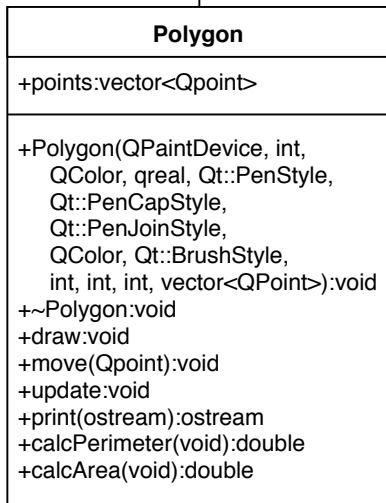 Polygon
+points:vector<Qpoint>
+Polygon(QPaintDevice, int,
QColor, qreal, Qt::PenStyle,
Qt::PenCapStyle,
Qt::PenJoinStyle,
QColor, Qt::BrushStyle,
int, int, int, vector<QPoint>):void
+~Polygon:void
+draw:void
+move(Qpoint):void
+update:void
+print(ostream):ostream
+calcPerimeter(void):double
+calcArea(void):double